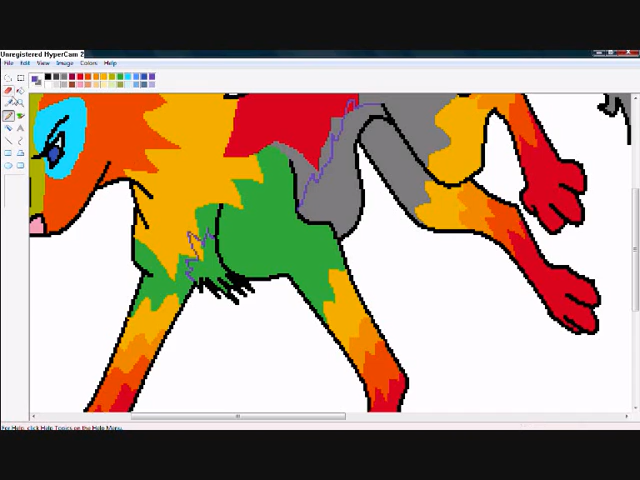 Unregistered HyperCam 2
File Edit View Image Colors Help
For Help, click Help Topics on the Help Menu.